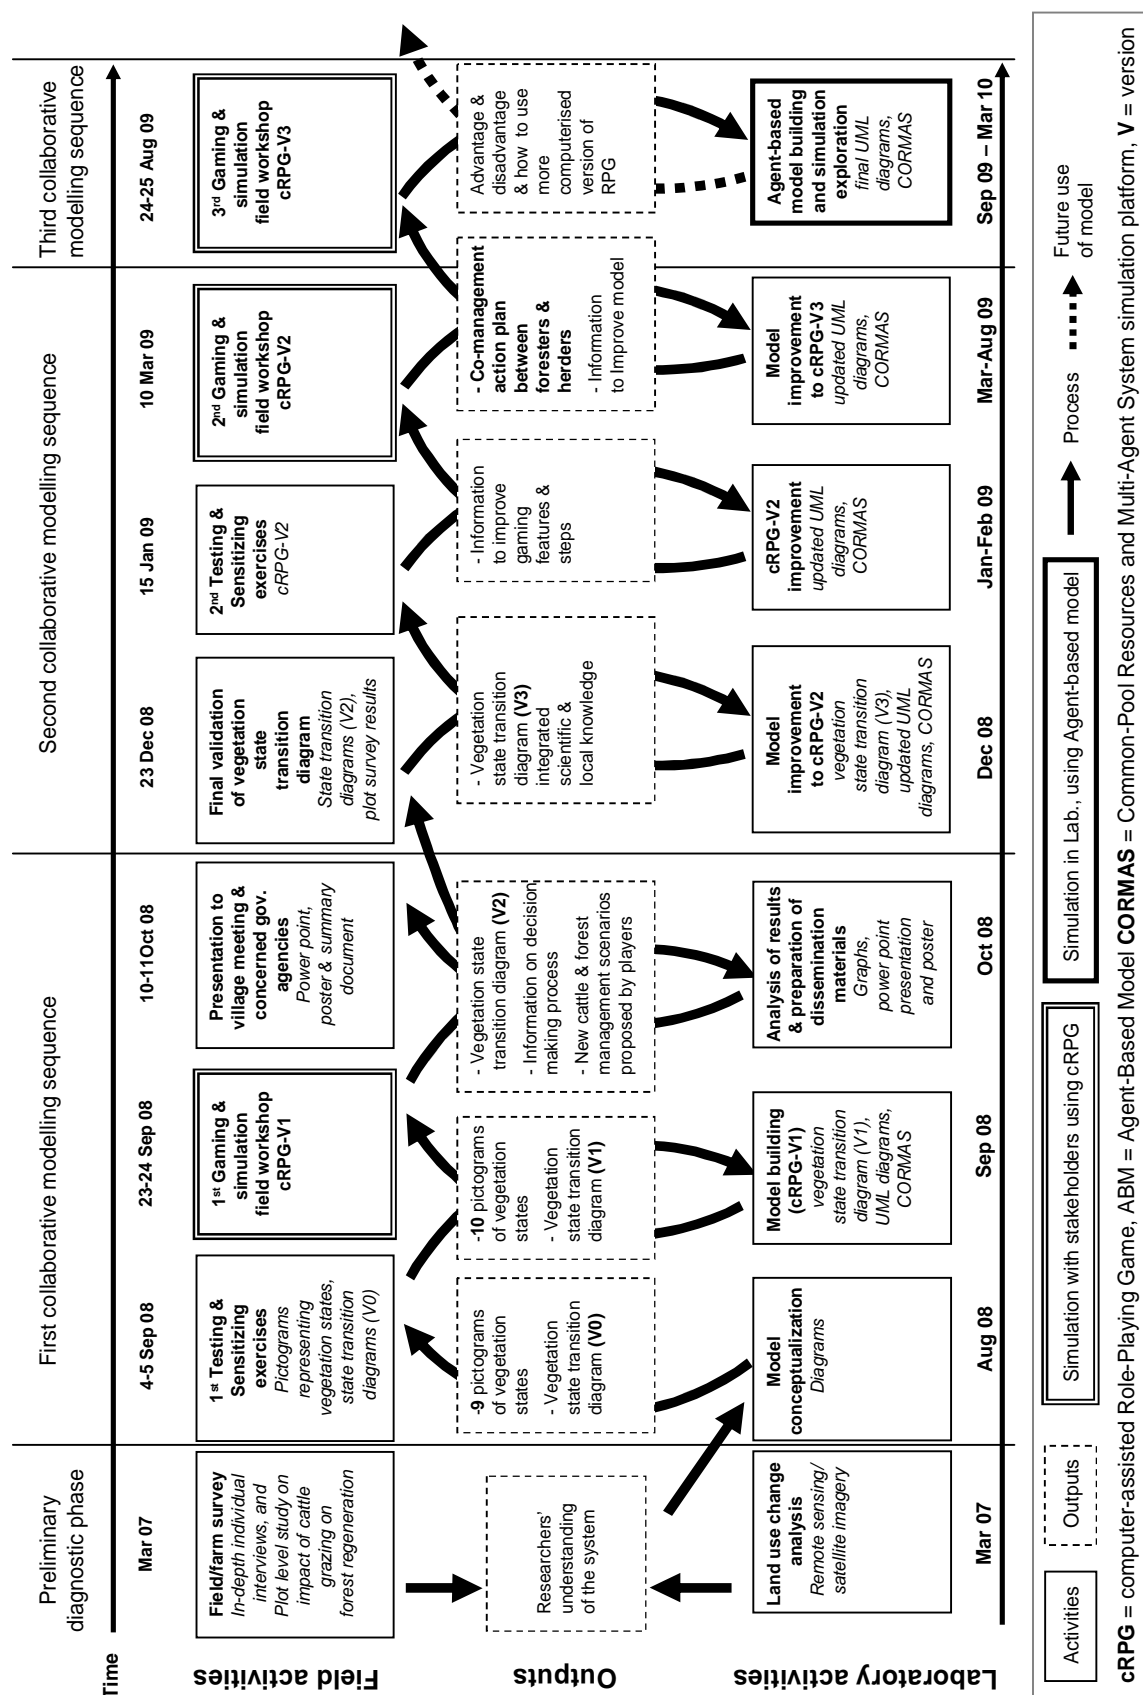 Preliminary
diagnostic phase
First collaborative modelling sequence
Second collaborative modelling sequence
Third collaborative
modelling sequence
Time
Mar 07
4-5 Sep 08
23-24 Sep 08
10-11Oct 08
23 Dec 08
15 Jan 09
10 Mar 09
24-25 Aug 09
Field activities
Field/farm survey
In-depth individual
interviews, and
Plot level study on
impact of cattle
grazing on
forest regeneration
1st Testing &
Sensitizing
exercises
Pictograms
representing
vegetation states,
state transition
diagrams (V0)
1st Gaming &
simulation
field workshop
cRPG-V1
Presentation to
village meeting &
concerned gov.
agencies
Power point,
poster & summary
document
Final validation
of vegetation
state
transition
diagram
State transition
diagrams (V2),
plot survey results
2nd Testing &
Sensitizing
exercises
cRPG-V2
2nd Gaming &
simulation
field workshop
cRPG-V2
3rd Gaming &
simulation
field workshop
cRPG-V3
Outputs
Researchers'
understanding
of the system
-9 pictograms
of vegetation
states
- Vegetation
state transition
diagram (V0)
-10 pictograms
of vegetation
states
- Vegetation
state transition
diagram (V1)
- Vegetation state
transition diagram (V2)
- Information on decision
making process
- New cattle & forest
management scenarios
proposed by players
- Vegetation
state transition
diagram (V3)
integrated
scientific &
local knowledge
- Information
to improve
gaming
features &
steps
- Co-management
action plan
between
foresters &
herders
- Information
to Improve model
Advantage &
disadvantage
& how to use
more
computerised
version of
RPG
Laboratory activities
Land use change
analysis
Remote sensing/
satellite imagery
Model
conceptualization
Diagrams
Model building
(cRPG-V1)
vegetation
state transition
diagram (V1),
UML diagrams,
CORMAS
Analysis of results
& preparation of
dissemination
materials
Graphs,
power point
presentation
and poster
Model
improvement
to cRPG-V2
vegetation
state transition
diagram (V3),
updated UML
diagrams, CORMAS
cRPG-V2
improvement
updated UML
diagrams,
CORMAS
Model
improvement
to cRPG-V3
updated UML
diagrams,
CORMAS
Agent-based
model building
and simulation
exploration
final UML
diagrams,
CORMAS
Mar 07
Aug 08
Sep 08
Oct 08
Dec 08
Jan-Feb 09
Mar-Aug 09
Sep 09 – Mar 10
Activities
Outputs
Simulation with stakeholders using cRPG
Simulation in Lab., using Agent-based model
Process
Future use
of model
cRPG = computer-assisted Role-Playing Game, ABM = Agent-Based Model CORMAS = Common-Pool Resources and Multi-Agent System simulation platform, V = version